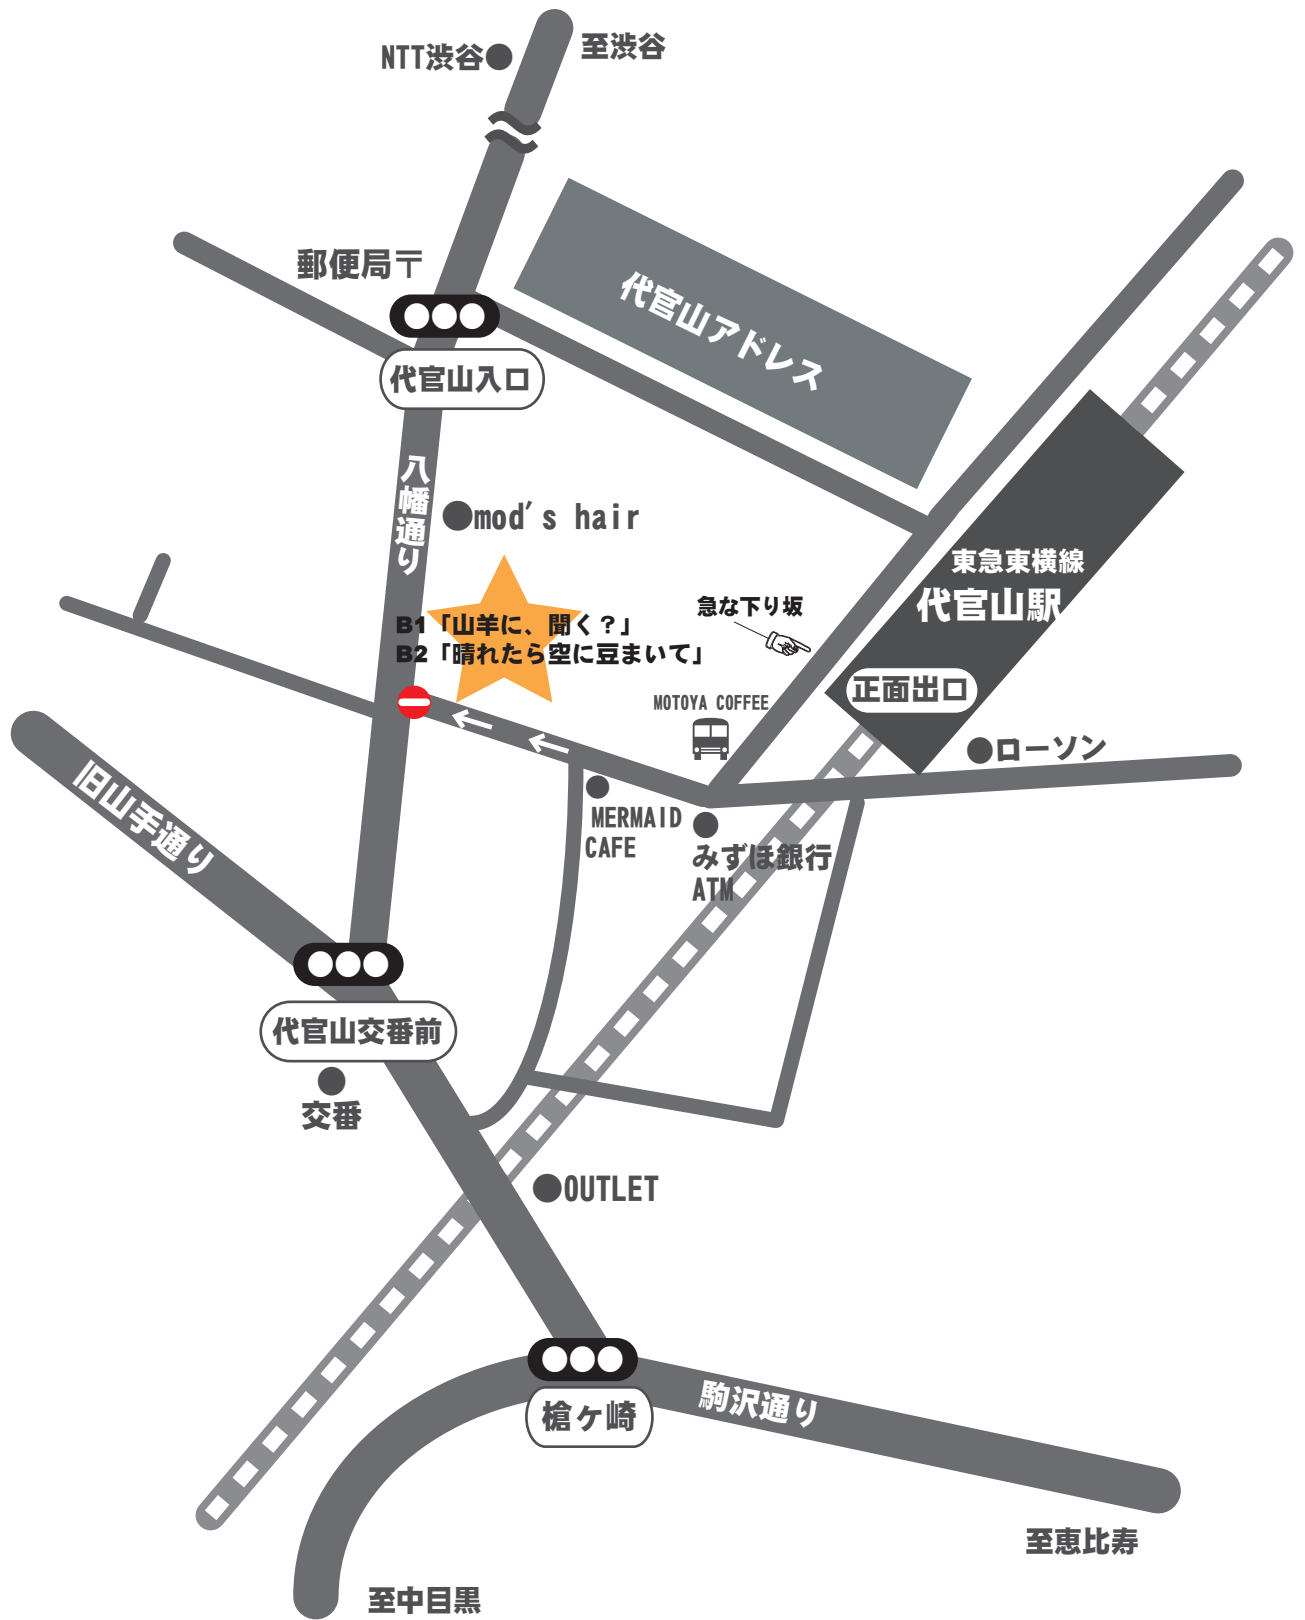 NTT渋谷
至渋谷
郵便局〒
代官山アドレス
代官山入口
八幡通り
mod's hair
東急東横線
代官山駅
急な下り坂
B1「山羊に、聞く？」
B2「晴れたら空に豆まいて」
正面出口
MOTOYA COFFEE
ローソン
旧山手通り
MERMAID
CAFE
みずほ銀行
ATM
代官山交番前
交番
OUTLET
槍ヶ崎
駒沢通り
至恵比寿
至中目黒